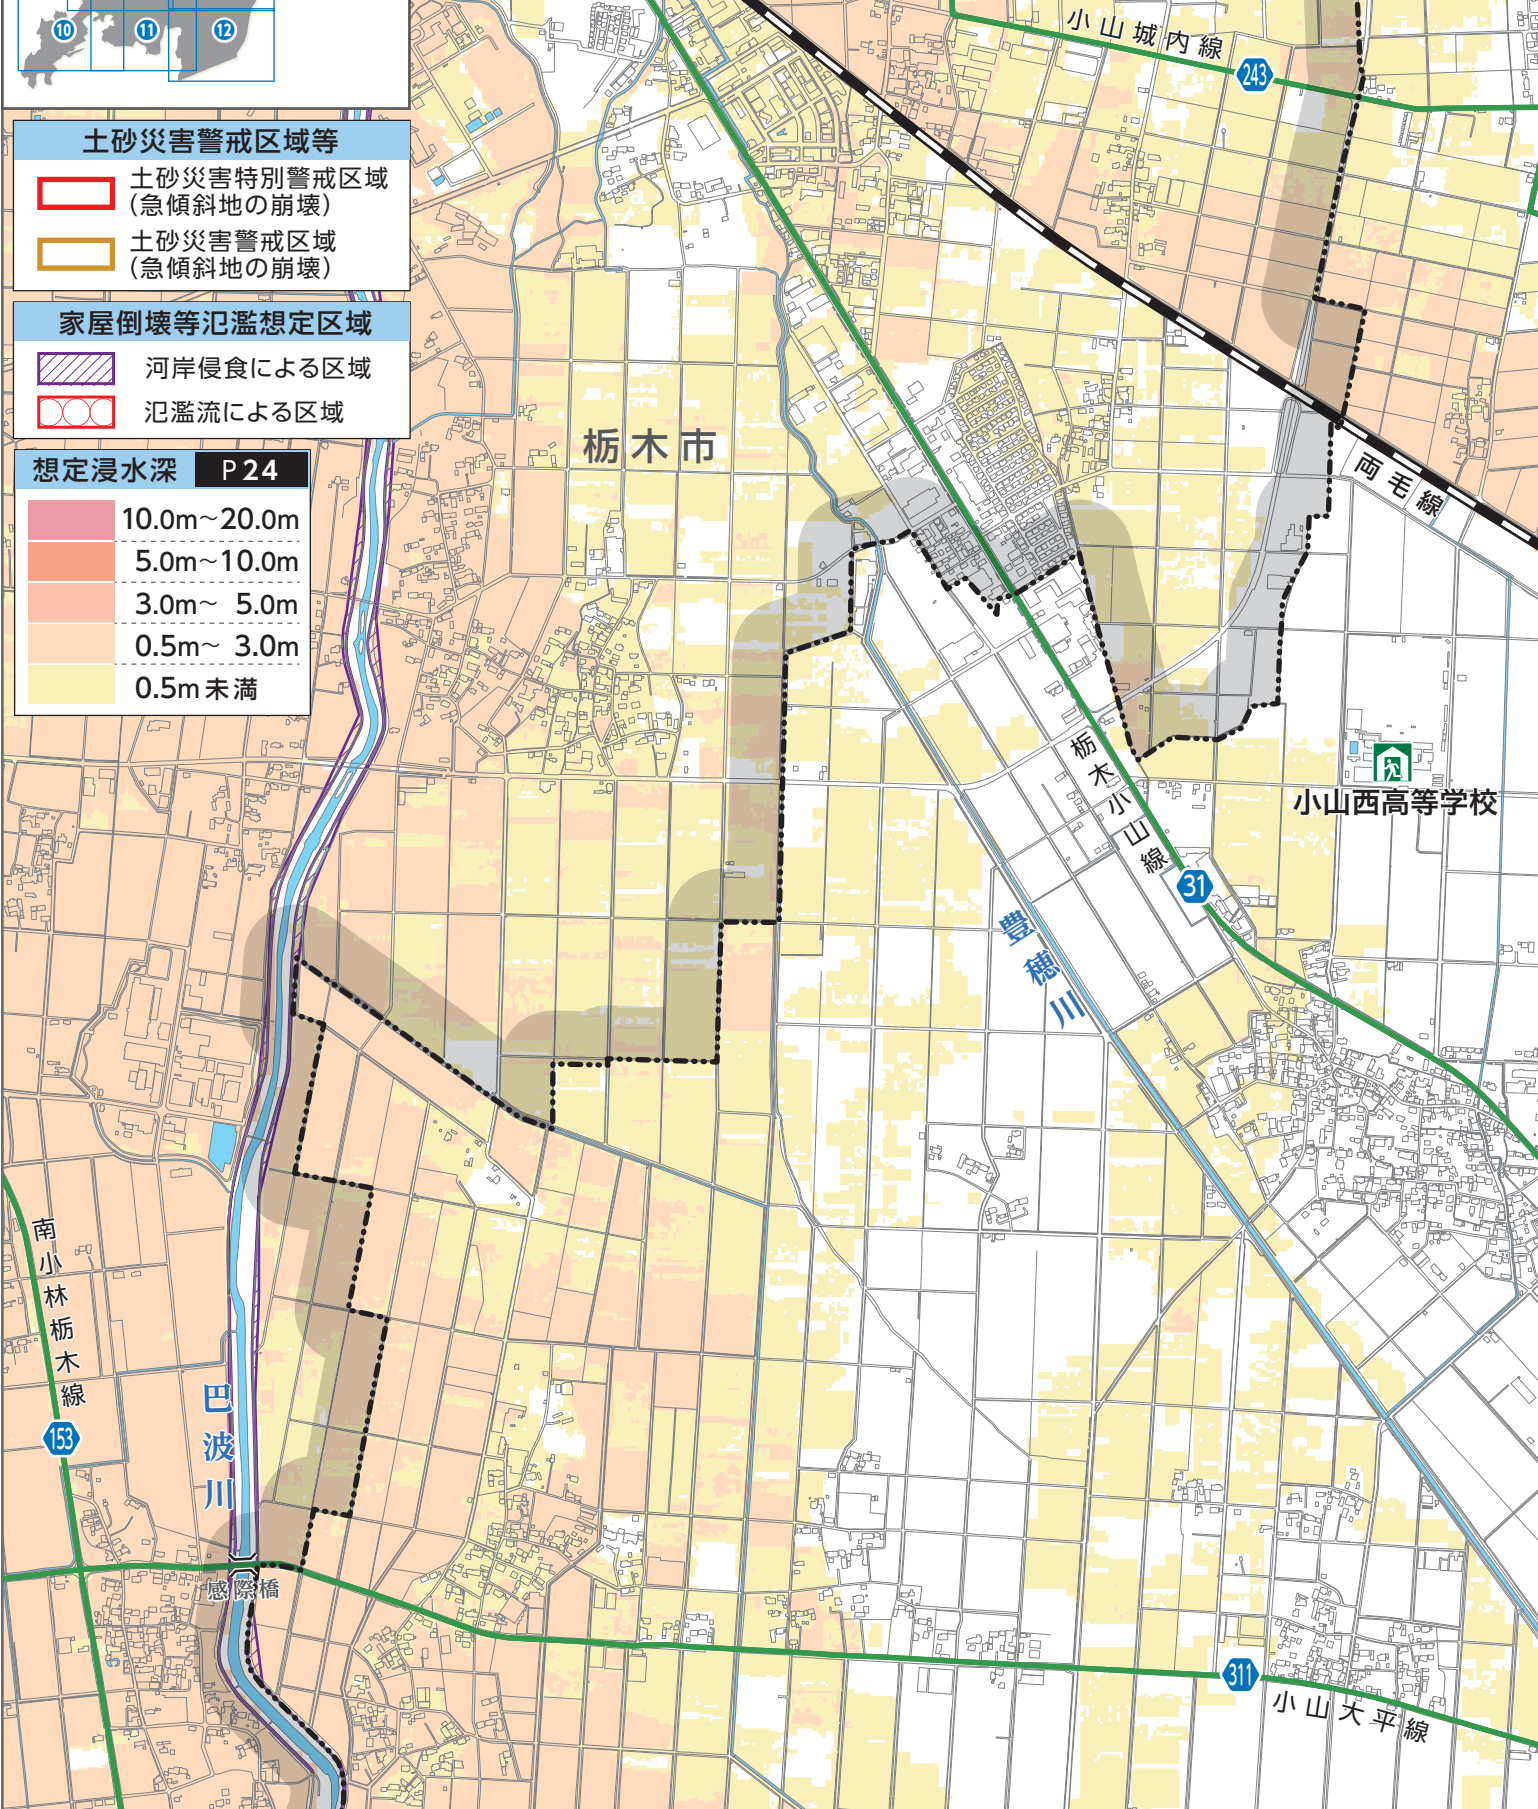 10
11
12
土砂災害警戒区域等
土砂災害特別警戒区域
(急傾斜地の崩壊)
土砂災害警戒区域
(急傾斜地の崩壊)
家屋倒壊等氾濫想定区域
河岸侵食による区域
氾濫流による区域
想定浸水深 P24
10.0m～20.0m
5.0m～10.0m
3.0m～ 5.0m
0.5m～ 3.0m
0.5m未満
小山城内線
243
栃木市
両毛線
栃木小山線
小山西高等学校
31
豊穂川
南小林栃木線
153
巴波川
感際橋
311
小山大平線